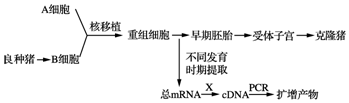 A细胞
核移植
重组细胞
早期胚胎
受体子宫
克隆猪
良种猪
B细胞
不同发育
时期提取
总mRNA X cDNA PCR 扩增产物